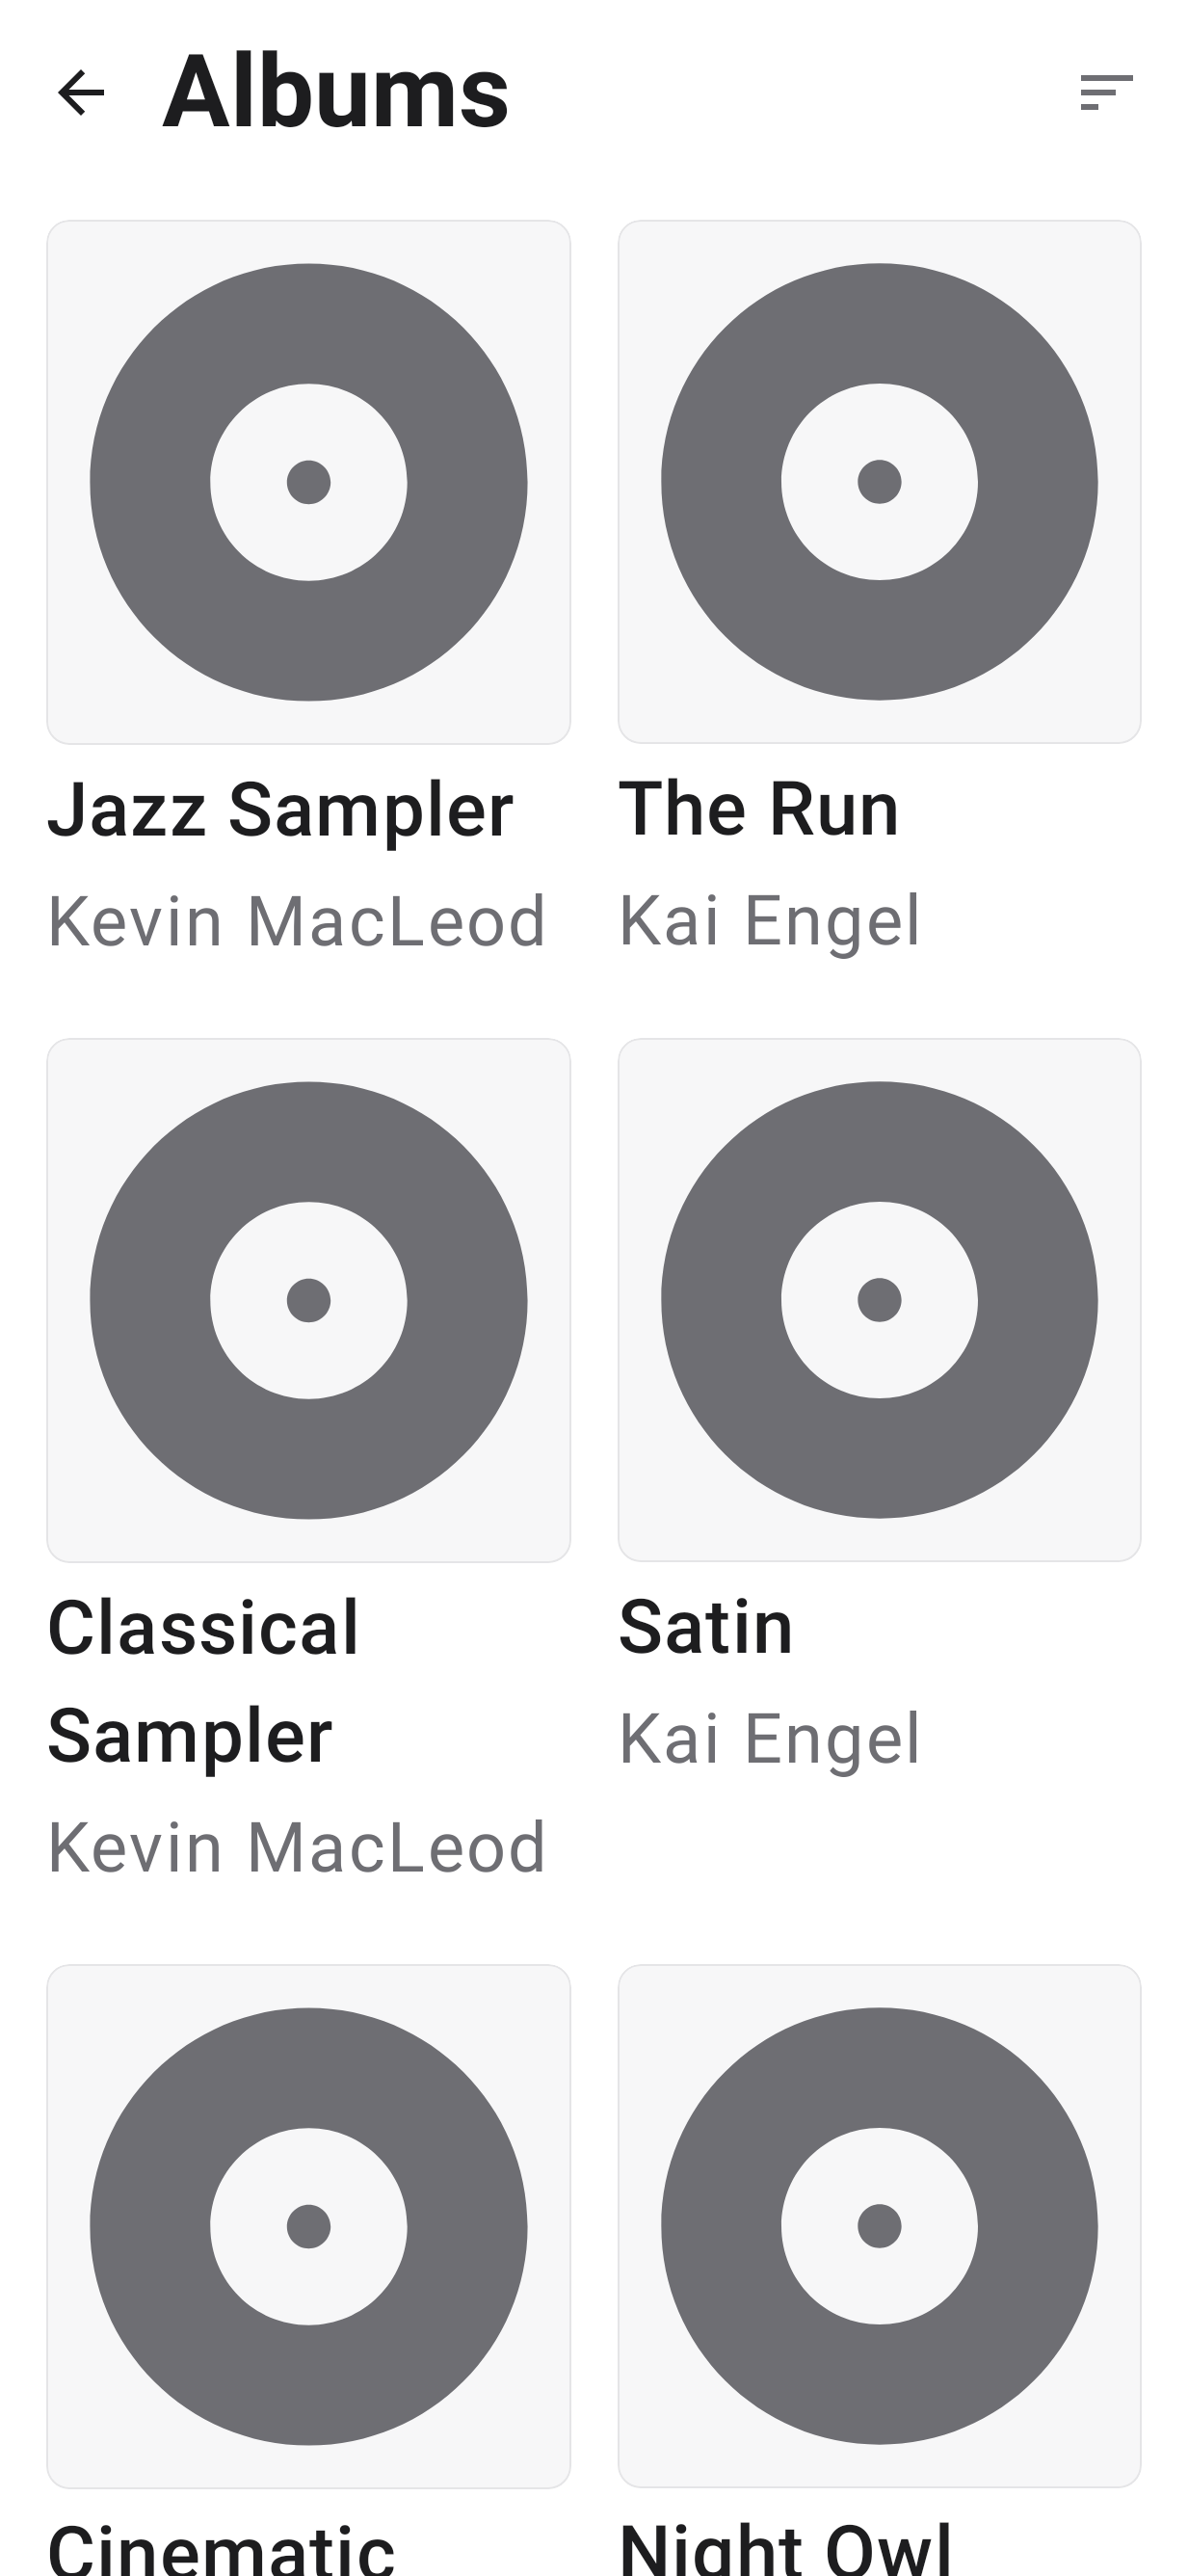 Albums
Jazz Sampler
Kevin MacLeod
The Run
Kai Engel
Classical
Sampler
Kevin MacLeod
Satin
Kai Engel
Cinematic
Night Owl